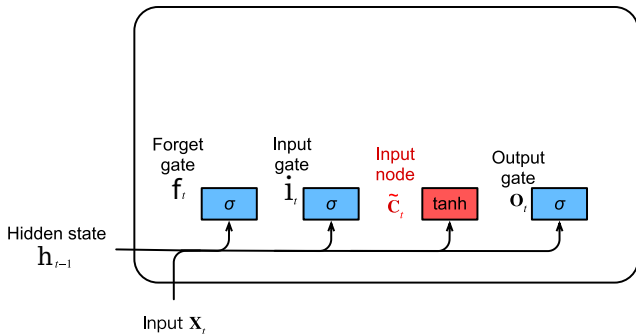 Forget
gate
fₜ
σ
Input
gate
iₜ
σ
Input
node
C̃ₜ
tanh
Output
gate
Oₜ
σ
Hidden state
hₜ₋₁
Input Xₜ